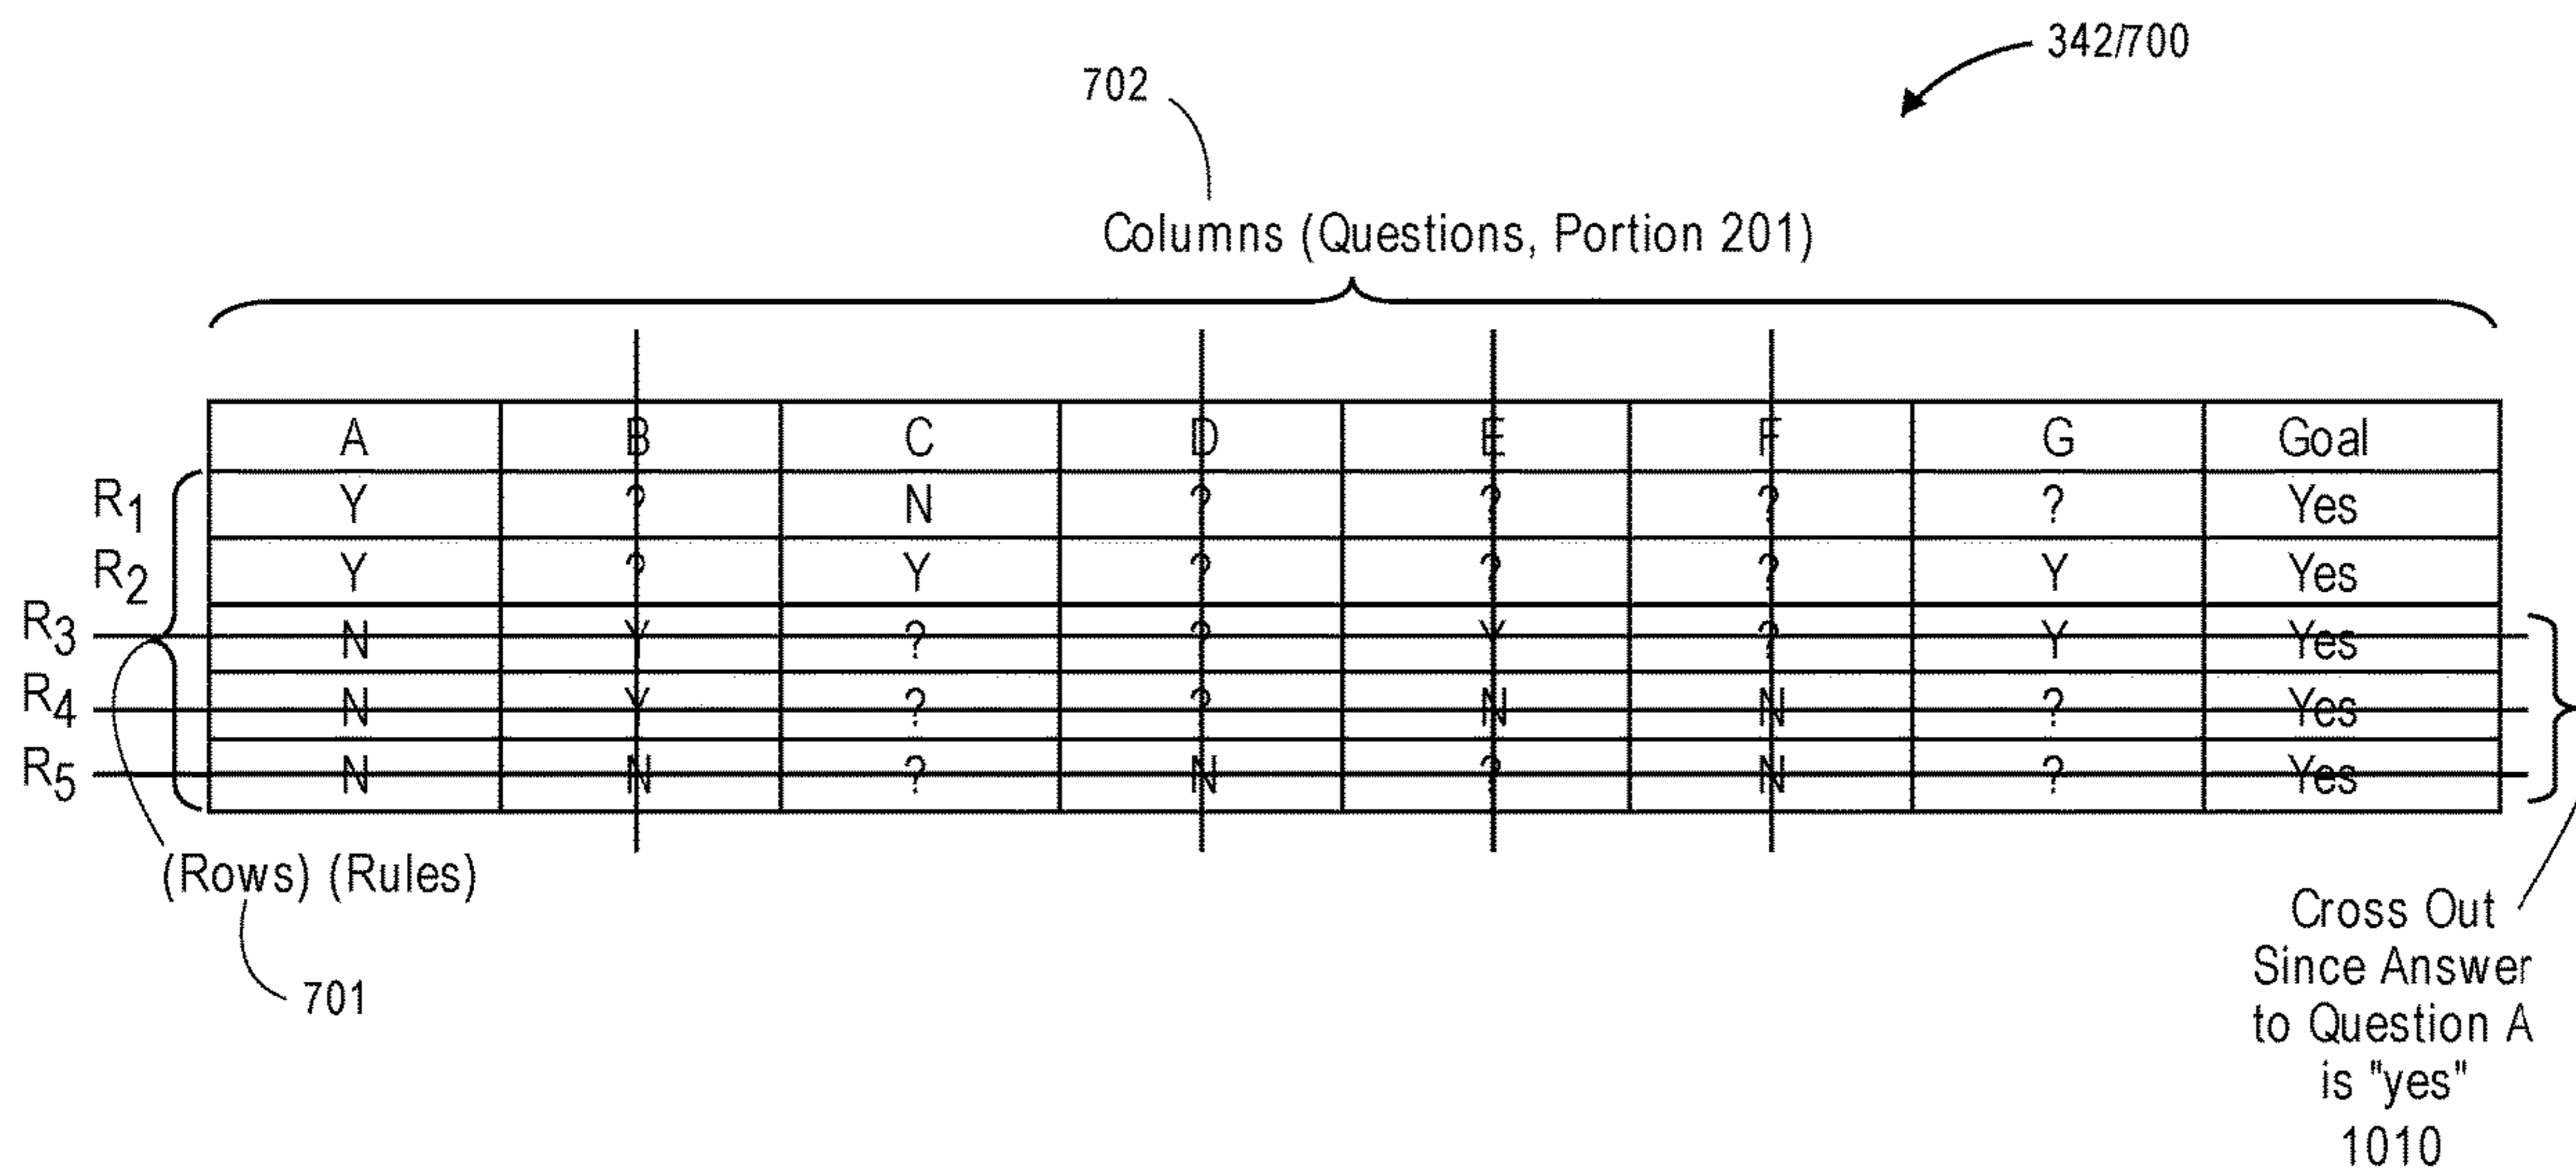 342/700
702
Columns (Questions, Portion 201)
A B C D E F G Goal
R1 Y ? N ? ? ? ? Yes
R2 Y ? Y ? ? ? Y Yes
R3 N Y ? ? Y ? Y Yes
R4 N Y ? ? N N ? Yes
R5 N N ? N ? N ? Yes
(Rows) (Rules)
701
Cross Out
Since Answer
to Question A
is "yes"
1010